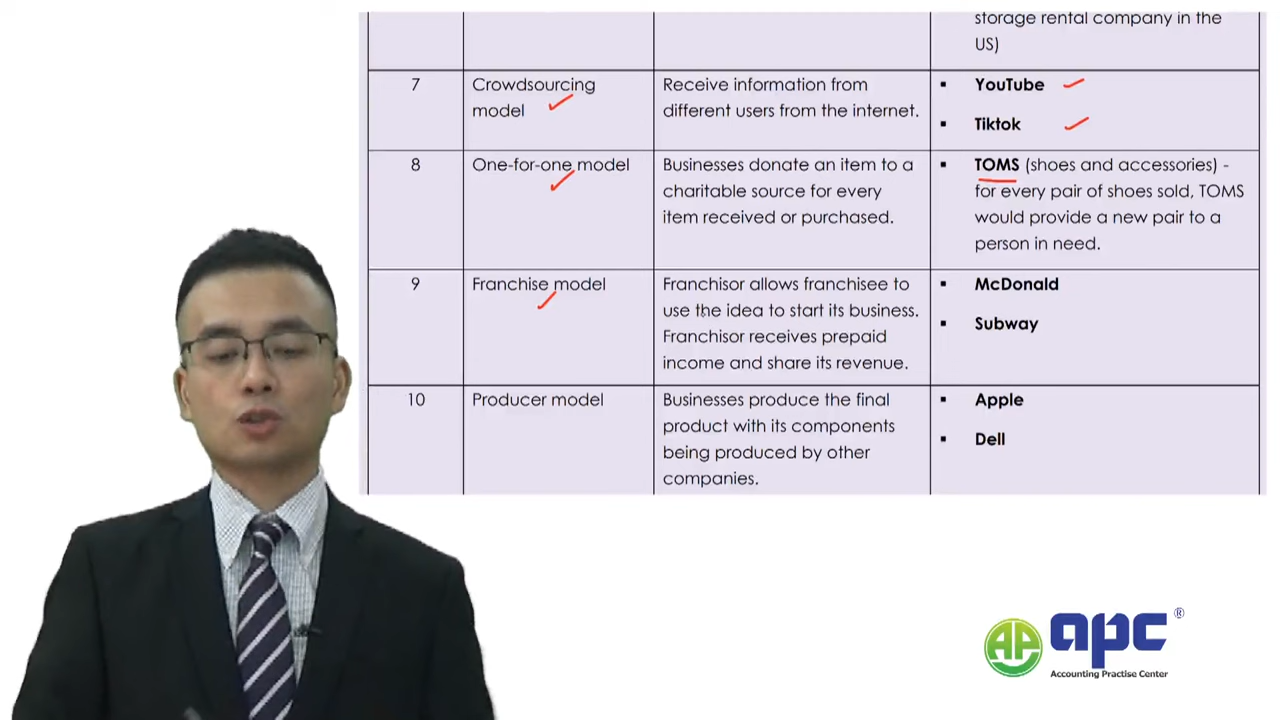 storage rental company in the
US)
7
Crowdsourcing
model
Receive information from
different users from the internet.
▪ YouTube
▪ Tiktok
8
One-for-one model
Businesses donate an item to a
charitable source for every
item received or purchased.
▪ TOMS (shoes and accessories) -
for every pair of shoes sold, TOMS
would provide a new pair to a
person in need.
9
Franchise model
Franchisor allows franchisee to
use the idea to start its business.
Franchisor receives prepaid
income and share its revenue.
▪ McDonald
▪ Subway
10
Producer model
Businesses produce the final
product with its components
being produced by other
companies.
▪ Apple
▪ Dell
AP
apc®
Accounting Practise Center